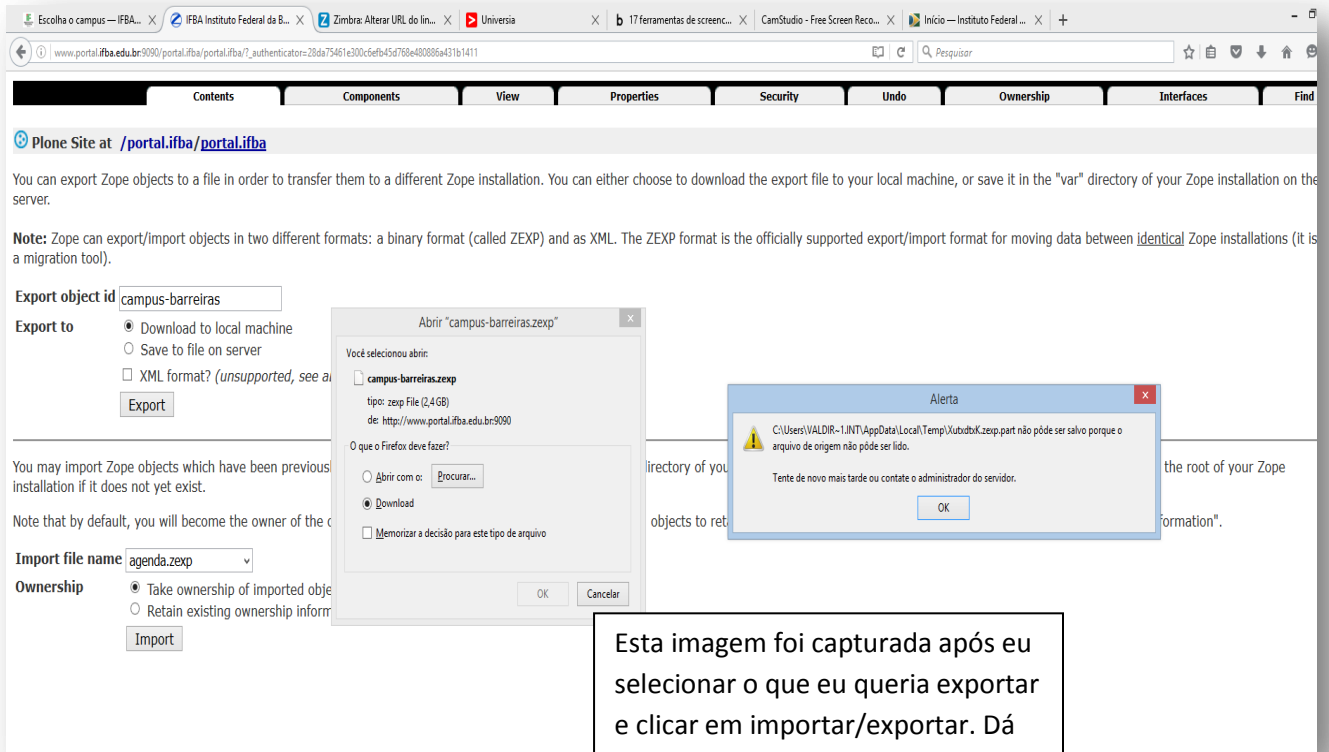 Escolha o campus — IFBA...
IFBA Instituto Federal da B...
Zimbra: Alterar URL do lin...
Universia
17 ferramentas de screenc...
CamStudio - Free Screen Reco...
Início — Instituto Federal ...
www.portal.ifba.edu.br:9090/portal.ifba/portal.ifba/?_authenticator=28da75461e300c6efb45d768e480886a431b1411
Pesquisar
Contents Components View Properties Security Undo Ownership Interfaces Find
Plone Site at /portal.ifba/portal.ifba
You can export Zope objects to a file in order to transfer them to a different Zope installation. You can either choose to download the export file to your local machine, or save it in the "var" directory of your Zope installation on the
server.
Note: Zope can export/import objects in two different formats: a binary format (called ZEXP) and as XML. The ZEXP format is the officially supported export/import format for moving data between identical Zope installations (it is
a migration tool).
Export object id campus-barreiras
Export to Download to local machine
Save to file on server
XML format? (unsupported, see
Export
Abrir "campus-barreiras.zexp"
Você selecionou abrir:
campus-barreiras.zexp
tipo: zexp File (2,4 GB)
de: http://www.portal.ifba.edu.br:9090
O que o Firefox deve fazer?
Abrir com o: Procurar...
Download
Memorizar a decisão para este tipo de arquivo
OK Cancelar
Alerta
C:\Users\VALDIR~1.INT\AppData\Local\Temp\XutxdtxK.zexp.part não pôde ser salvo porque o
arquivo de origem não pôde ser lido.
Tente de novo mais tarde ou contate o administrador do servidor.
OK
You may import Zope objects which have been previous irectory of you the root of your Zope
installation if it does not yet exist.
Note that by default, you will become the owner of the objects to ret formation".
Import file name agenda.zexp
Ownership Take ownership of imported obje
Retain existing ownership inform
Import
Esta imagem foi capturada após eu
selecionar o que eu queria exportar
e clicar em importar/exportar. Dá